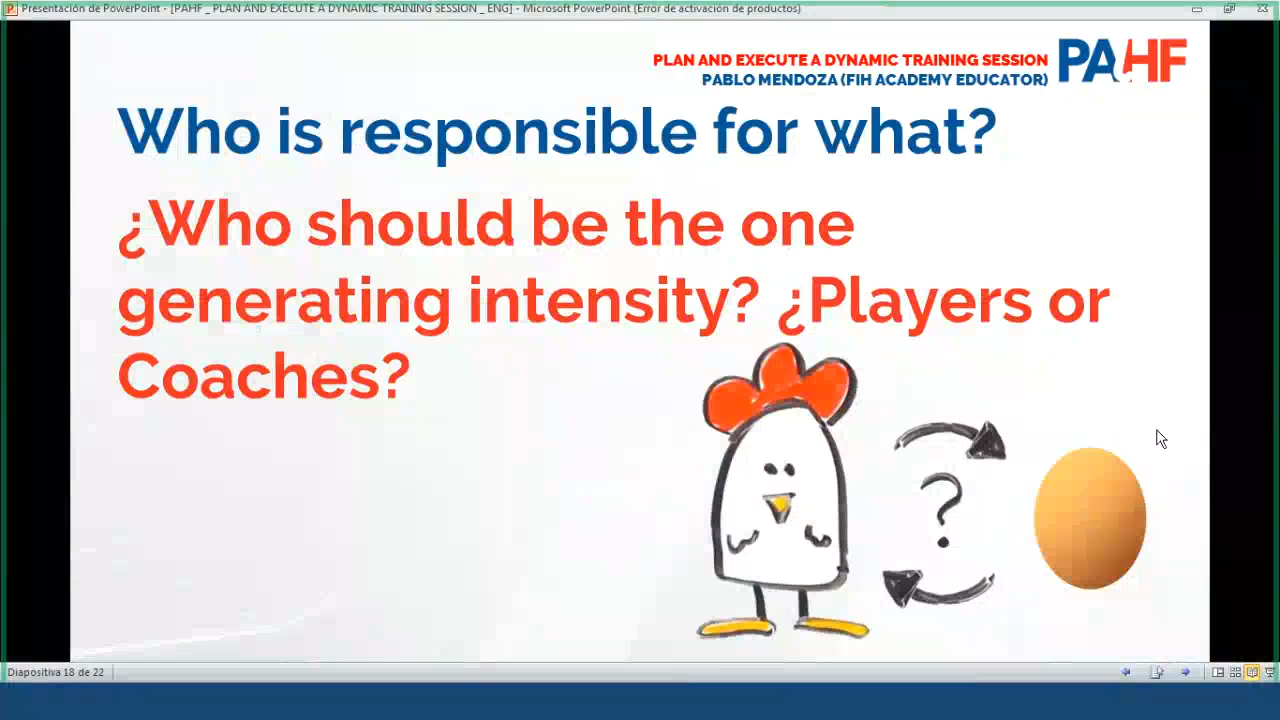 Presentación de PowerPoint - [PAHF _ PLAN AND EXECUTE A DYNAMIC TRAINING SESSION _ ENG] - Microsoft PowerPoint (Error de activación de productos)
PLAN AND EXECUTE A DYNAMIC TRAINING SESSION
PABLO MENDOZA (FIH ACADEMY EDUCATOR)
PAHF
Who is responsible for what?
¿Who should be the one
generating intensity? ¿Players or
Coaches?
?
Diapositiva 18 de 22